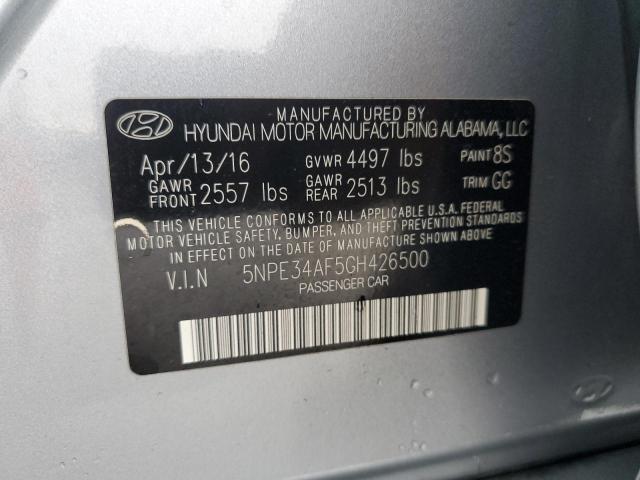 MANUFACTURED BY
HYUNDAI MOTOR MANUFACTURING ALABAMA, LLC
Apr/13/16 GVWR 4497 lbs PAINT 8S
GAWR FRONT 2557 lbs GAWR REAR 2513 lbs TRIM GG
THIS VEHICLE CONFORMS TO ALL APPLICABLE U.S.A. FEDERAL
MOTOR VEHICLE SAFETY, BUMPER, AND THEFT PREVENTION STANDARDS
IN EFFECT ON THE DATE OF MANUFACTURE SHOWN ABOVE.
V.I.N 5NPE34AF5GH426500
PASSENGER CAR